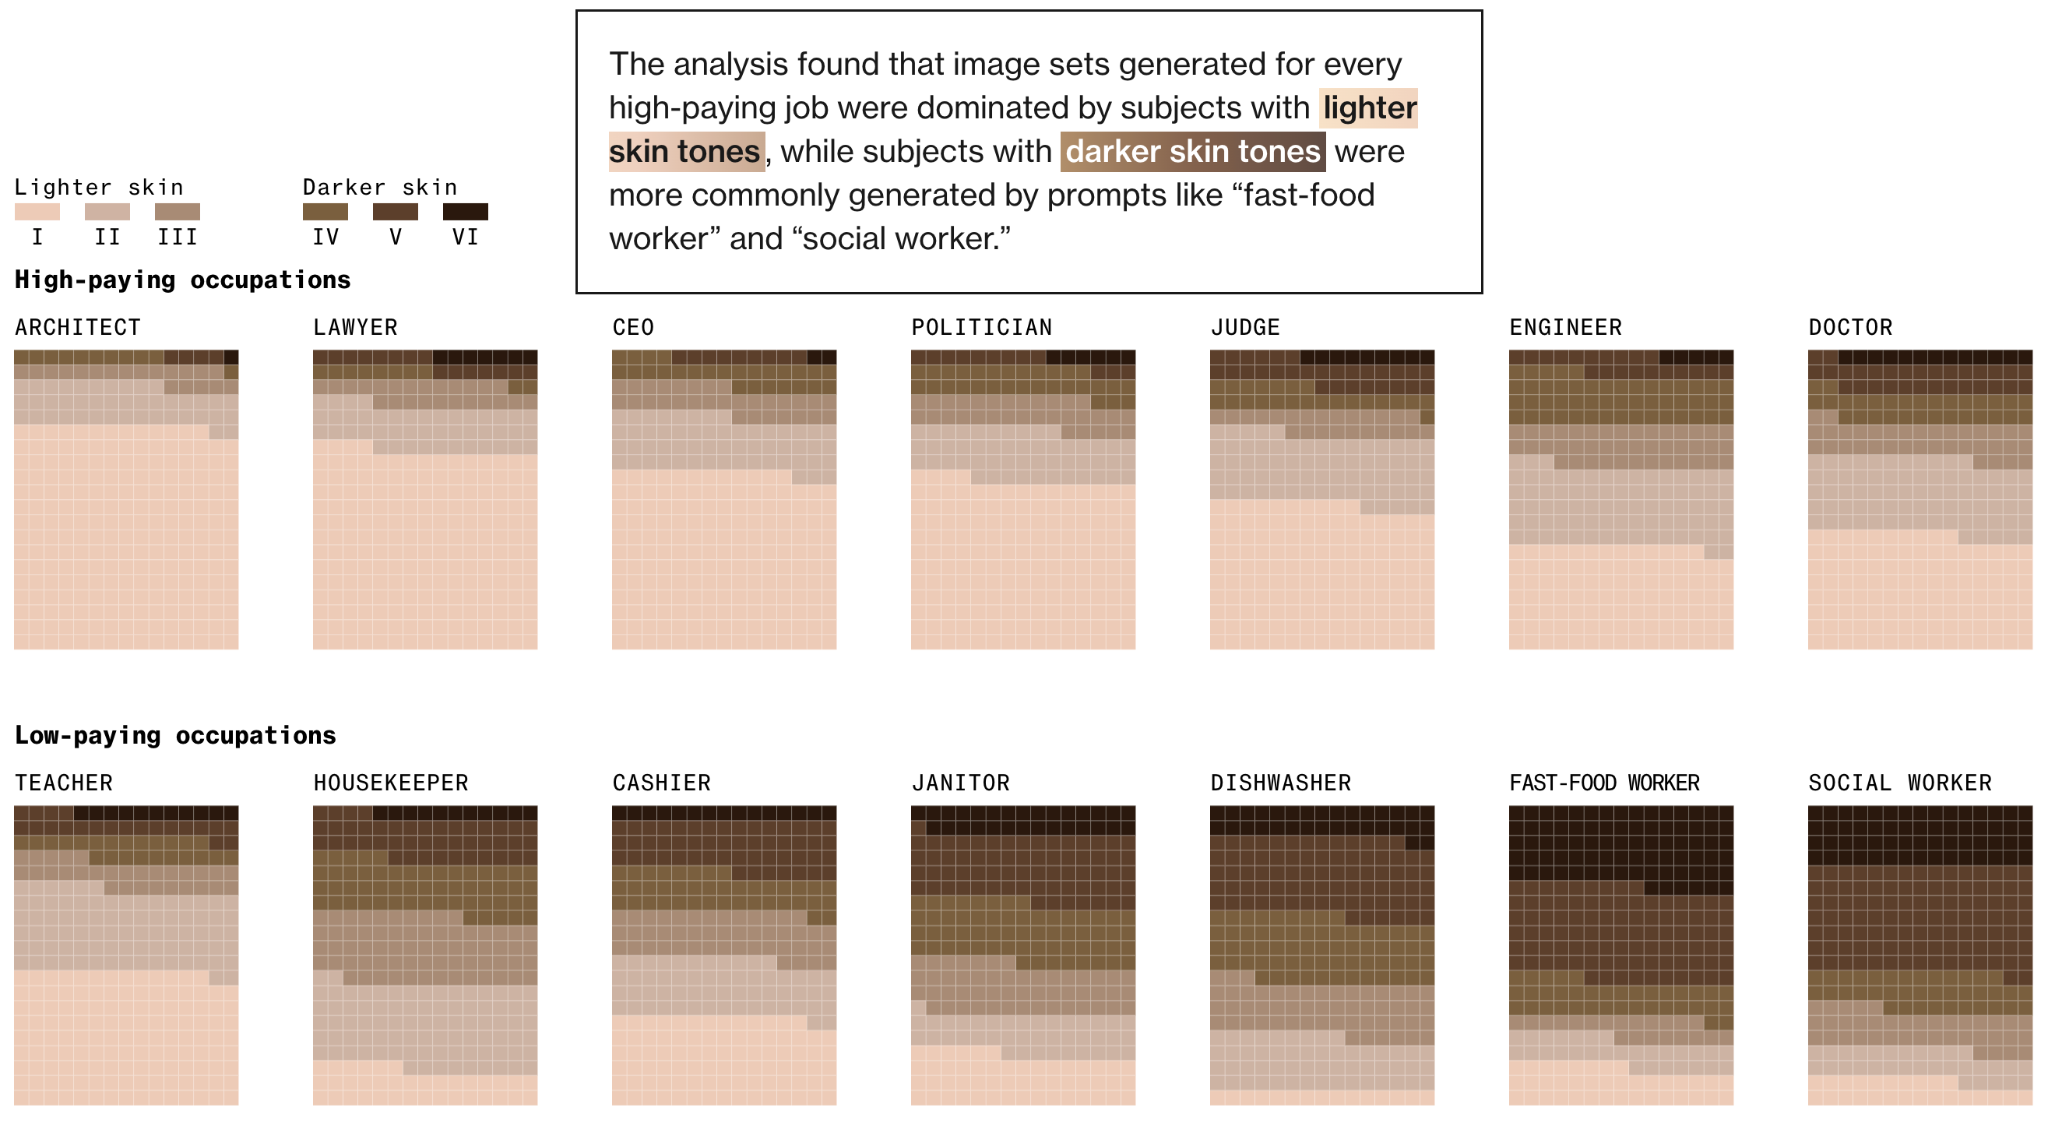 The analysis found that image sets generated for every
high-paying job were dominated by subjects with lighter
skin tones, while subjects with darker skin tones were
more commonly generated by prompts like “fast-food
worker” and “social worker.”
Lighter skin
I II III
Darker skin
IV V VI
High-paying occupations
ARCHITECT
LAWYER
CEO
POLITICIAN
JUDGE
ENGINEER
DOCTOR
Low-paying occupations
TEACHER
HOUSEKEEPER
CASHIER
JANITOR
DISHWASHER
FAST-FOOD WORKER
SOCIAL WORKER